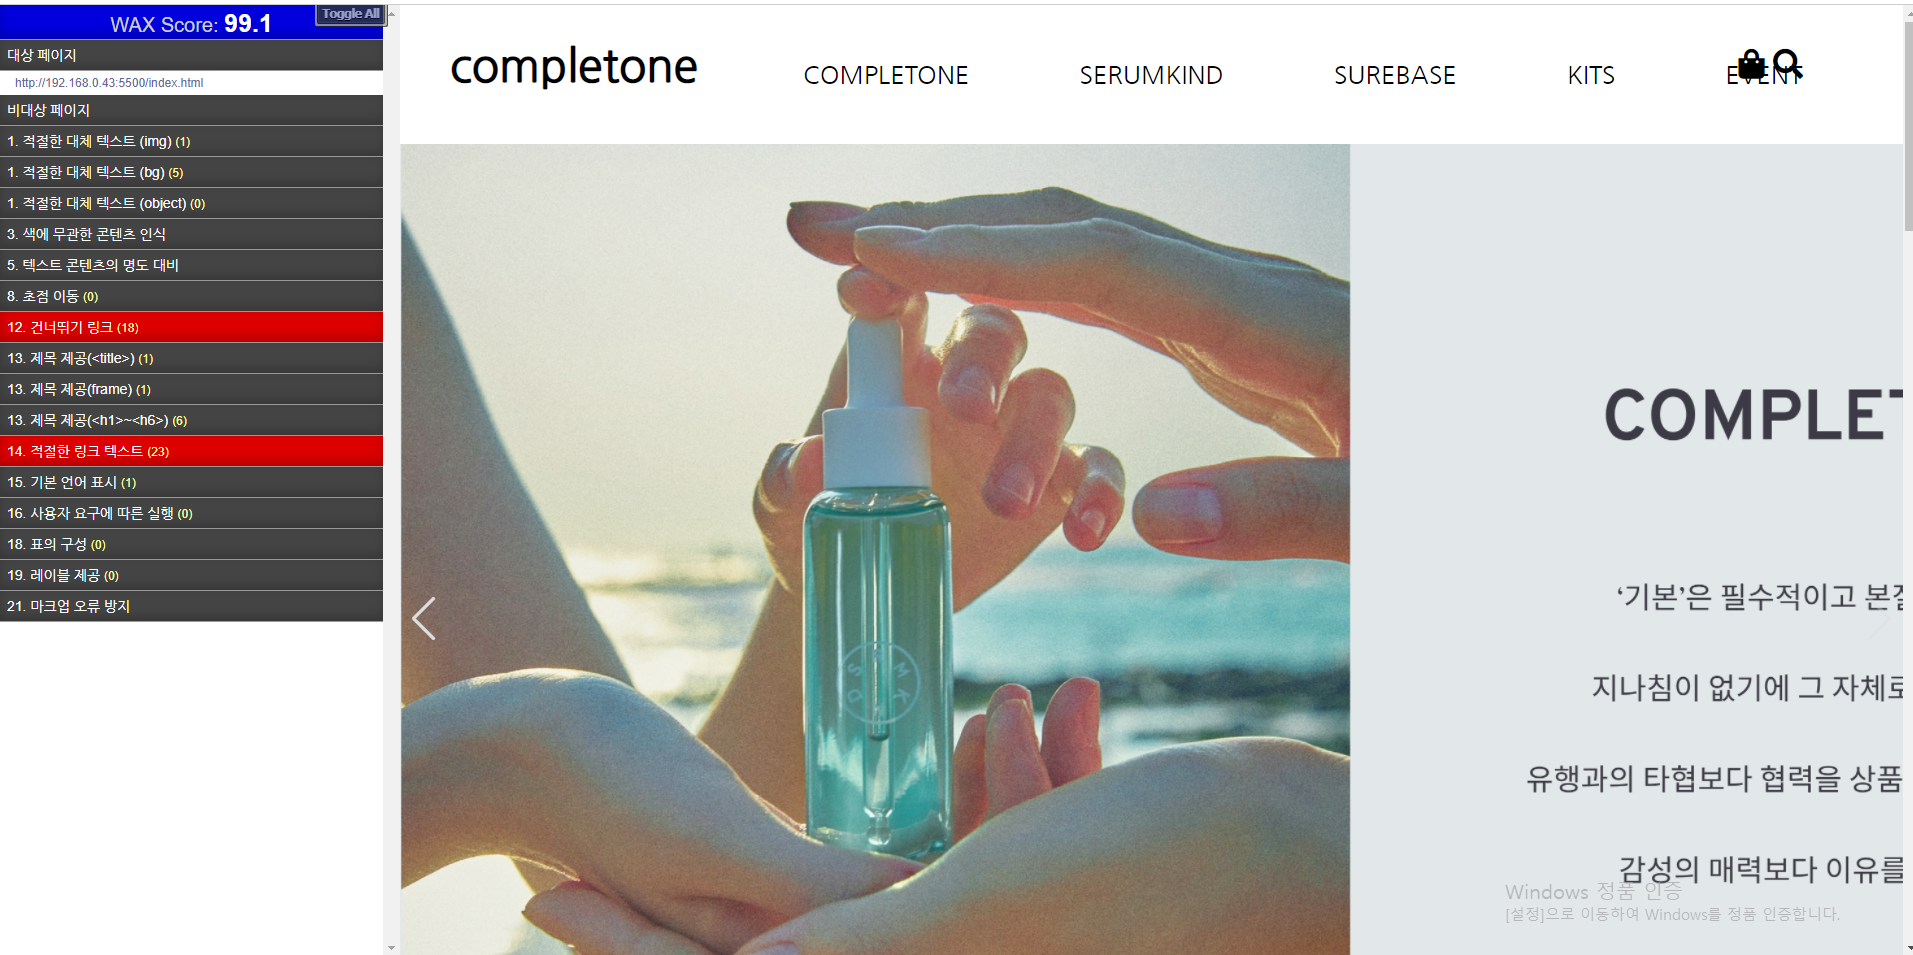 WAX Score: 99.1
Toggle All
대상 페이지
http://192.168.0.43:5500/index.html
비대상 페이지
1. 적절한 대체 텍스트 (img) (1)
1. 적절한 대체 텍스트 (bg) (5)
1. 적절한 대체 텍스트 (object) (0)
3. 색에 무관한 콘텐츠 인식
5. 텍스트 콘텐츠의 명도 대비
8. 초점 이동 (0)
12. 건너뛰기 링크 (18)
13. 제목 제공(<title>) (1)
13. 제목 제공(frame) (1)
13. 제목 제공(<h1>~<h6>) (6)
14. 적절한 링크 텍스트 (23)
15. 기본 언어 표시 (1)
16. 사용자 요구에 따른 실행 (0)
18. 표의 구성 (0)
19. 레이블 제공 (0)
21. 마크업 오류 방지
completone
COMPLETONE SERUMKIND SUREBASE KITS EVENT
SRMKD
COMPLET
‘기본’은 필수적이고 본질
지나침이 없기에 그 자체로
유행과의 타협보다 협력을 상품
감성의 매력보다 이유를
Windows 정품 인증
[설정]으로 이동하여 Windows를 정품 인증합니다.